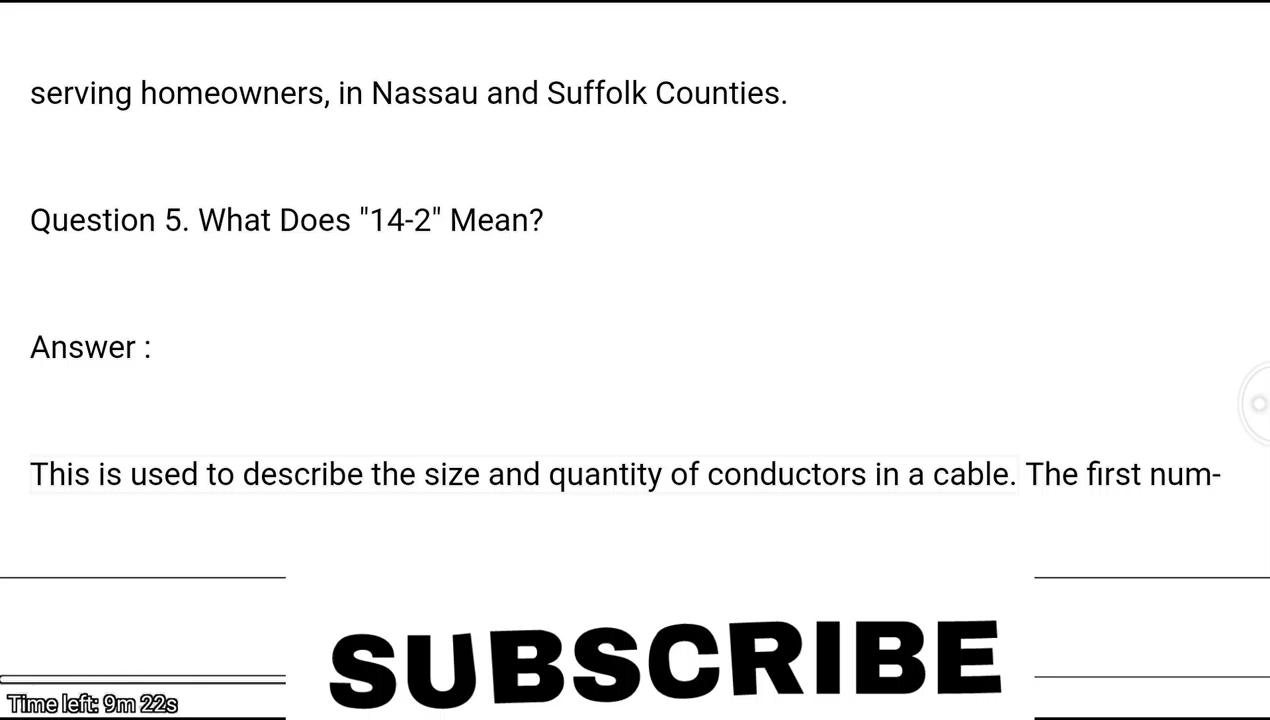 serving homeowners, in Nassau and Suffolk Counties.
Question 5. What Does "14-2" Mean?
Answer :
This is used to describe the size and quantity of conductors in a cable. The first num-
SUBSCRIBE
Time left: 9m 22s